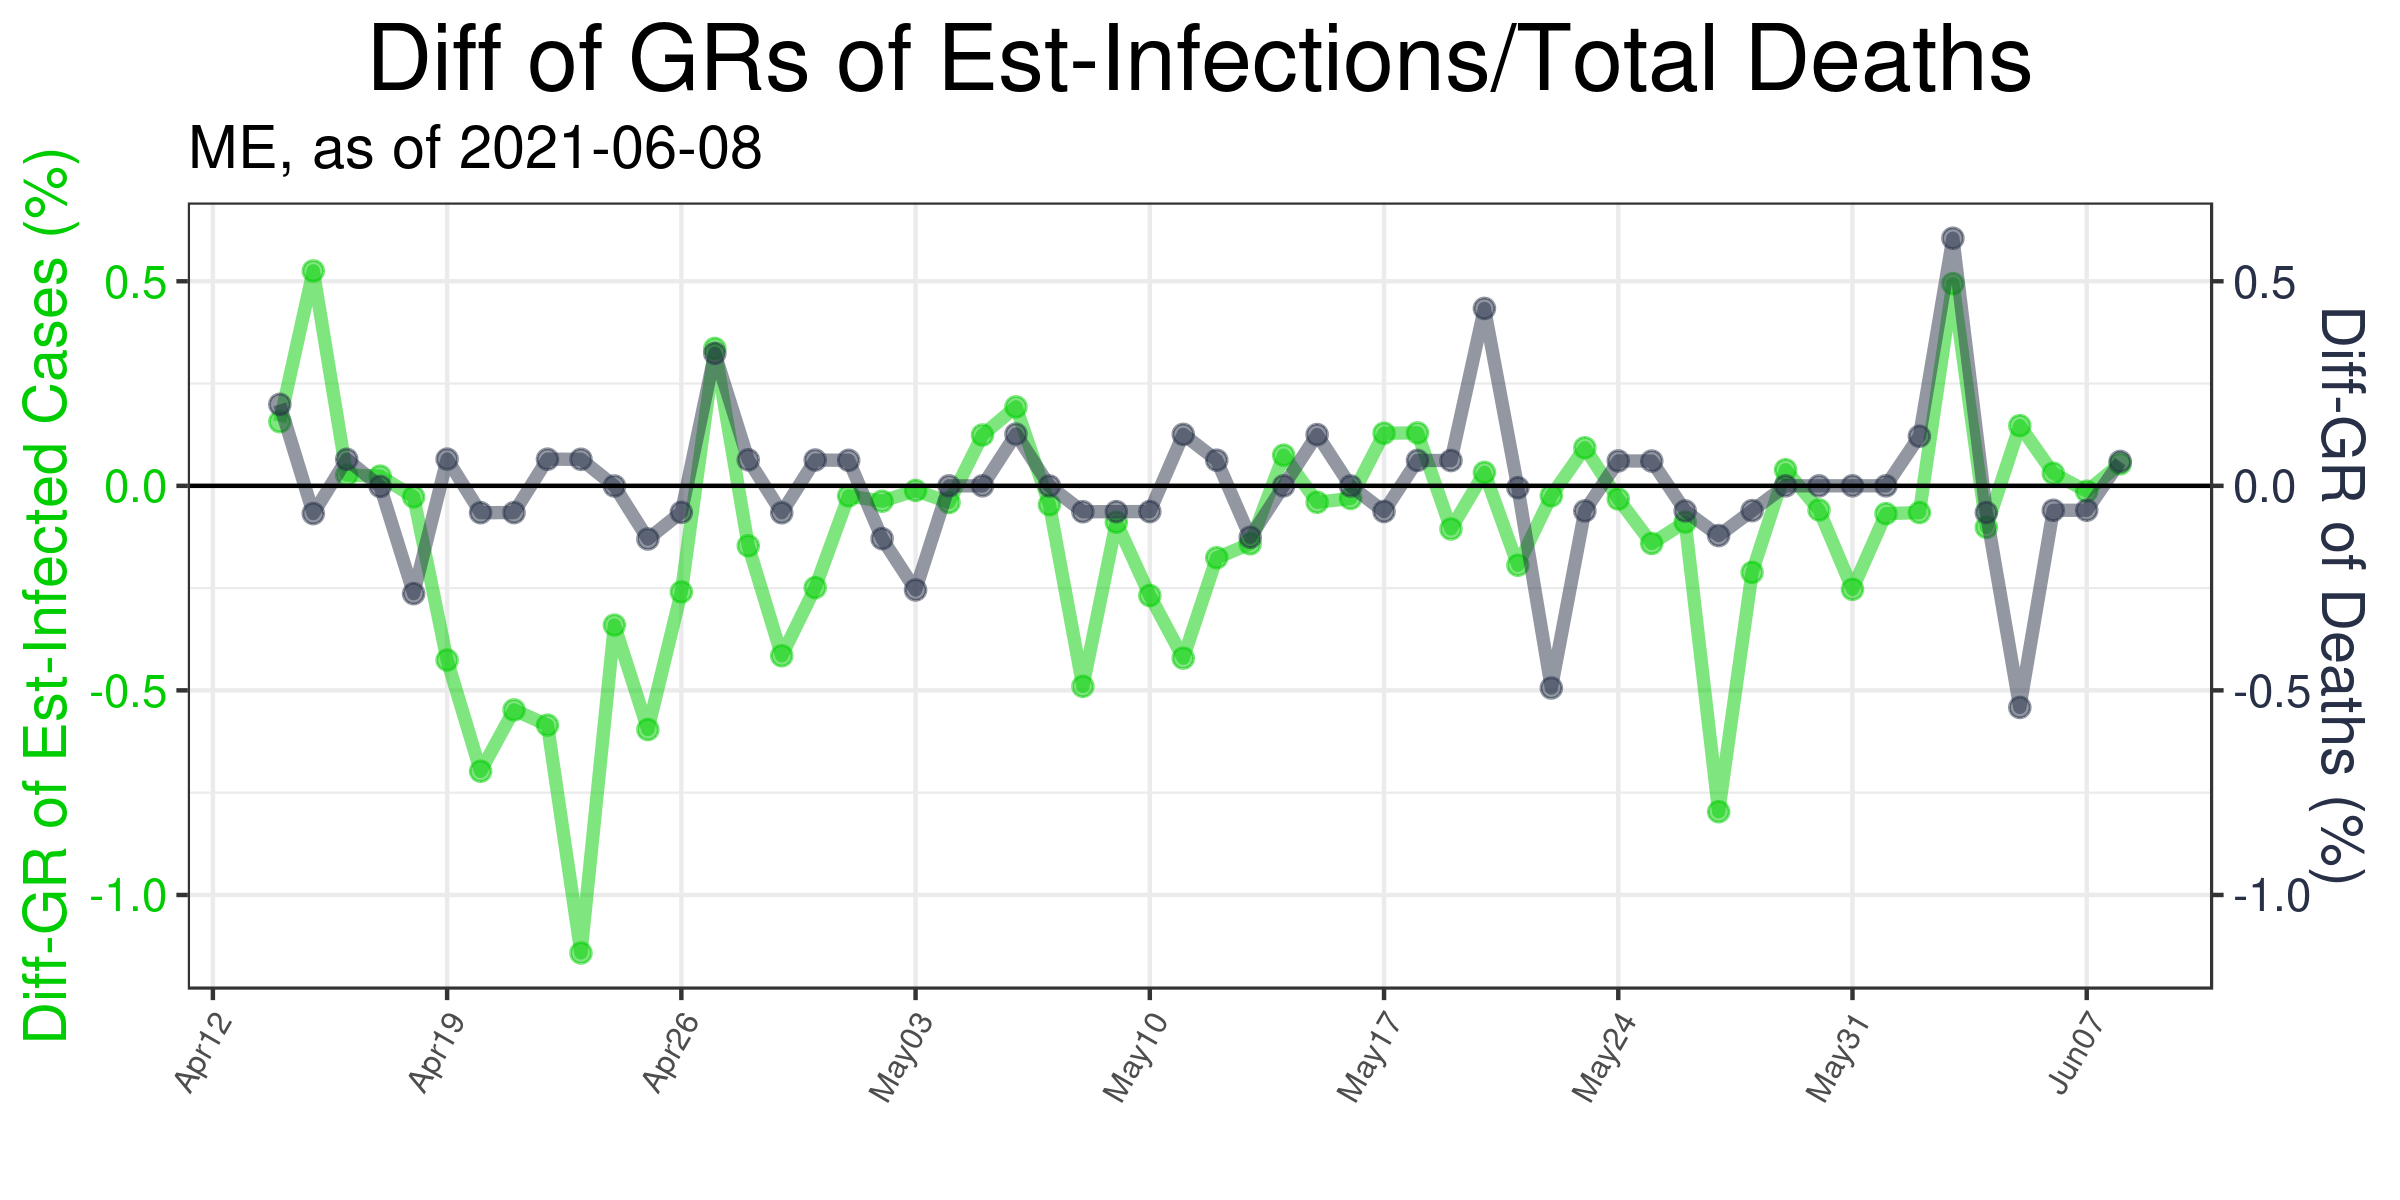 Diff of GRs of Est-Infections/Total Deaths
ME, as of 2021-06-08
Diff-GR of Est-Infected Cases (%)
0.5
0.0
-0.5
-1.0
0.5
0.0
-0.5
-1.0
Diff-GR of Deaths (%)
Apr12
Apr19
Apr26
May03
May10
May17
May24
May31
Jun07